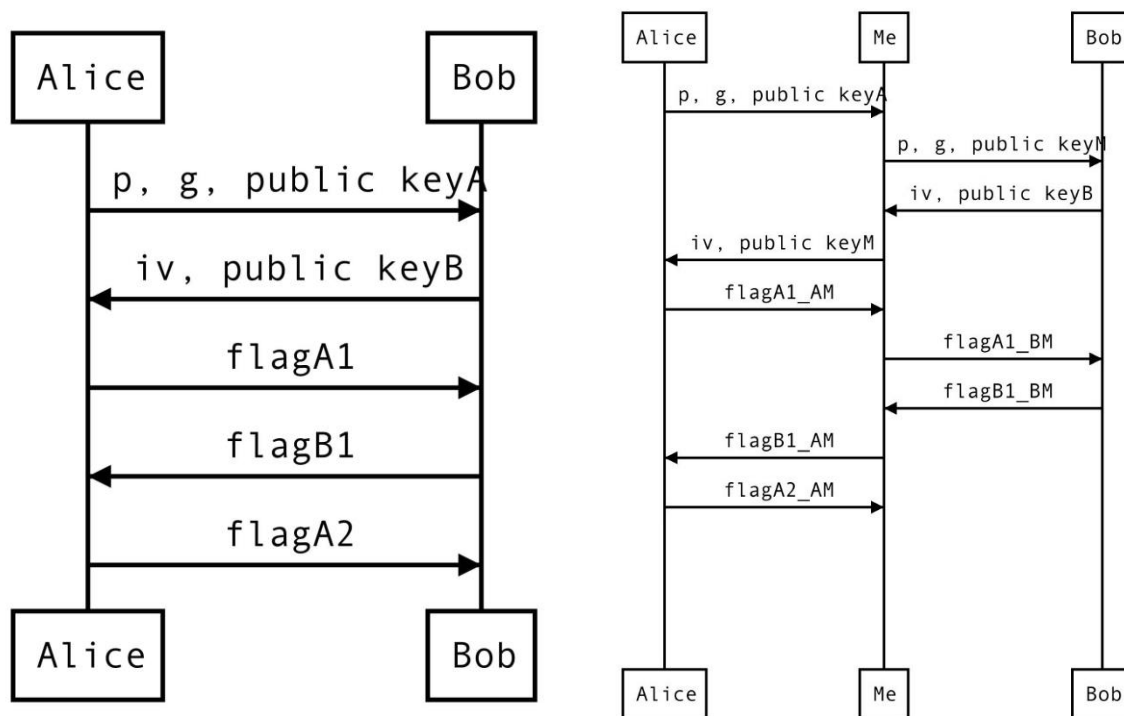 Alice Bob
p, g, public keyA
iv, public keyB
flagA1
flagB1
flagA2
Alice Bob
Alice Me Bob
p, g, public keyA
p, g, public keyM
iv, public keyB
iv, public keyM
flagA1_AM
flagA1_BM
flagB1_BM
flagB1_AM
flagA2_AM
Alice Me Bob